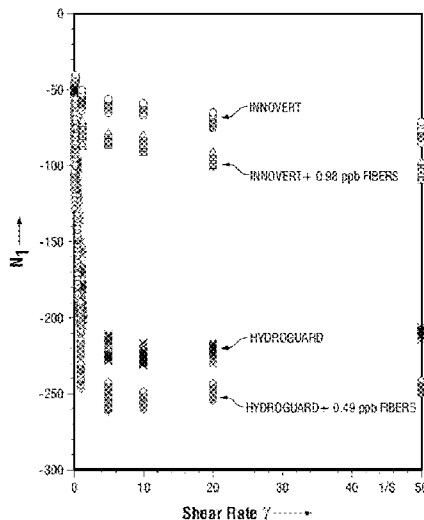 0
-50
-100
-150
-200
-250
-300
N1
INNOVERT
INNOVERT+ 0.98 ppb FIBERS
HYDROGUARD
HYDROGUARD+ 0.49 ppb FIBERS
0 10 20 30 40 1/S 50
Shear Rate γ